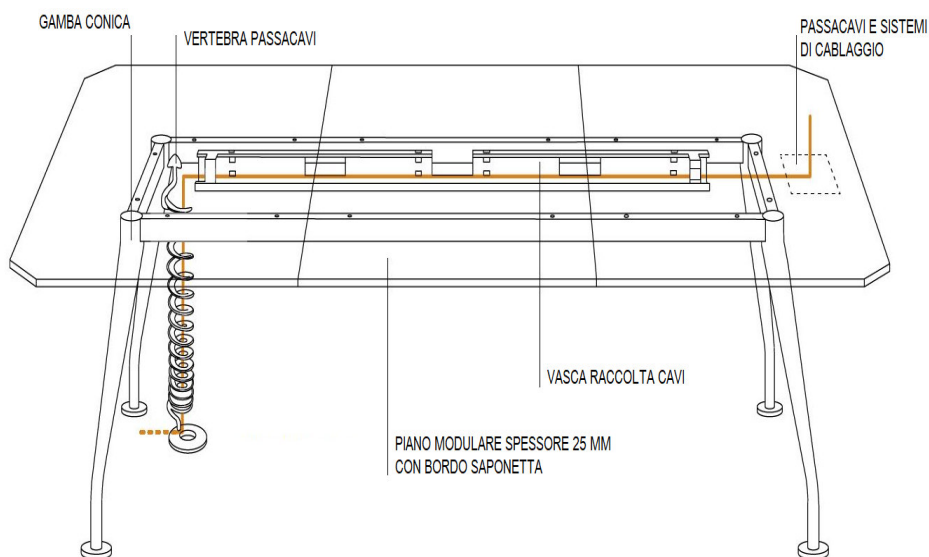 GAMBA CONICA
VERTEBRA PASSACAVI
PASSACAVI E SISTEMI
DI CABLAGGIO
VASCA RACCOLTA CAVI
PIANO MODULARE SPESSORE 25 MM
CON BORDO SAPONETTA